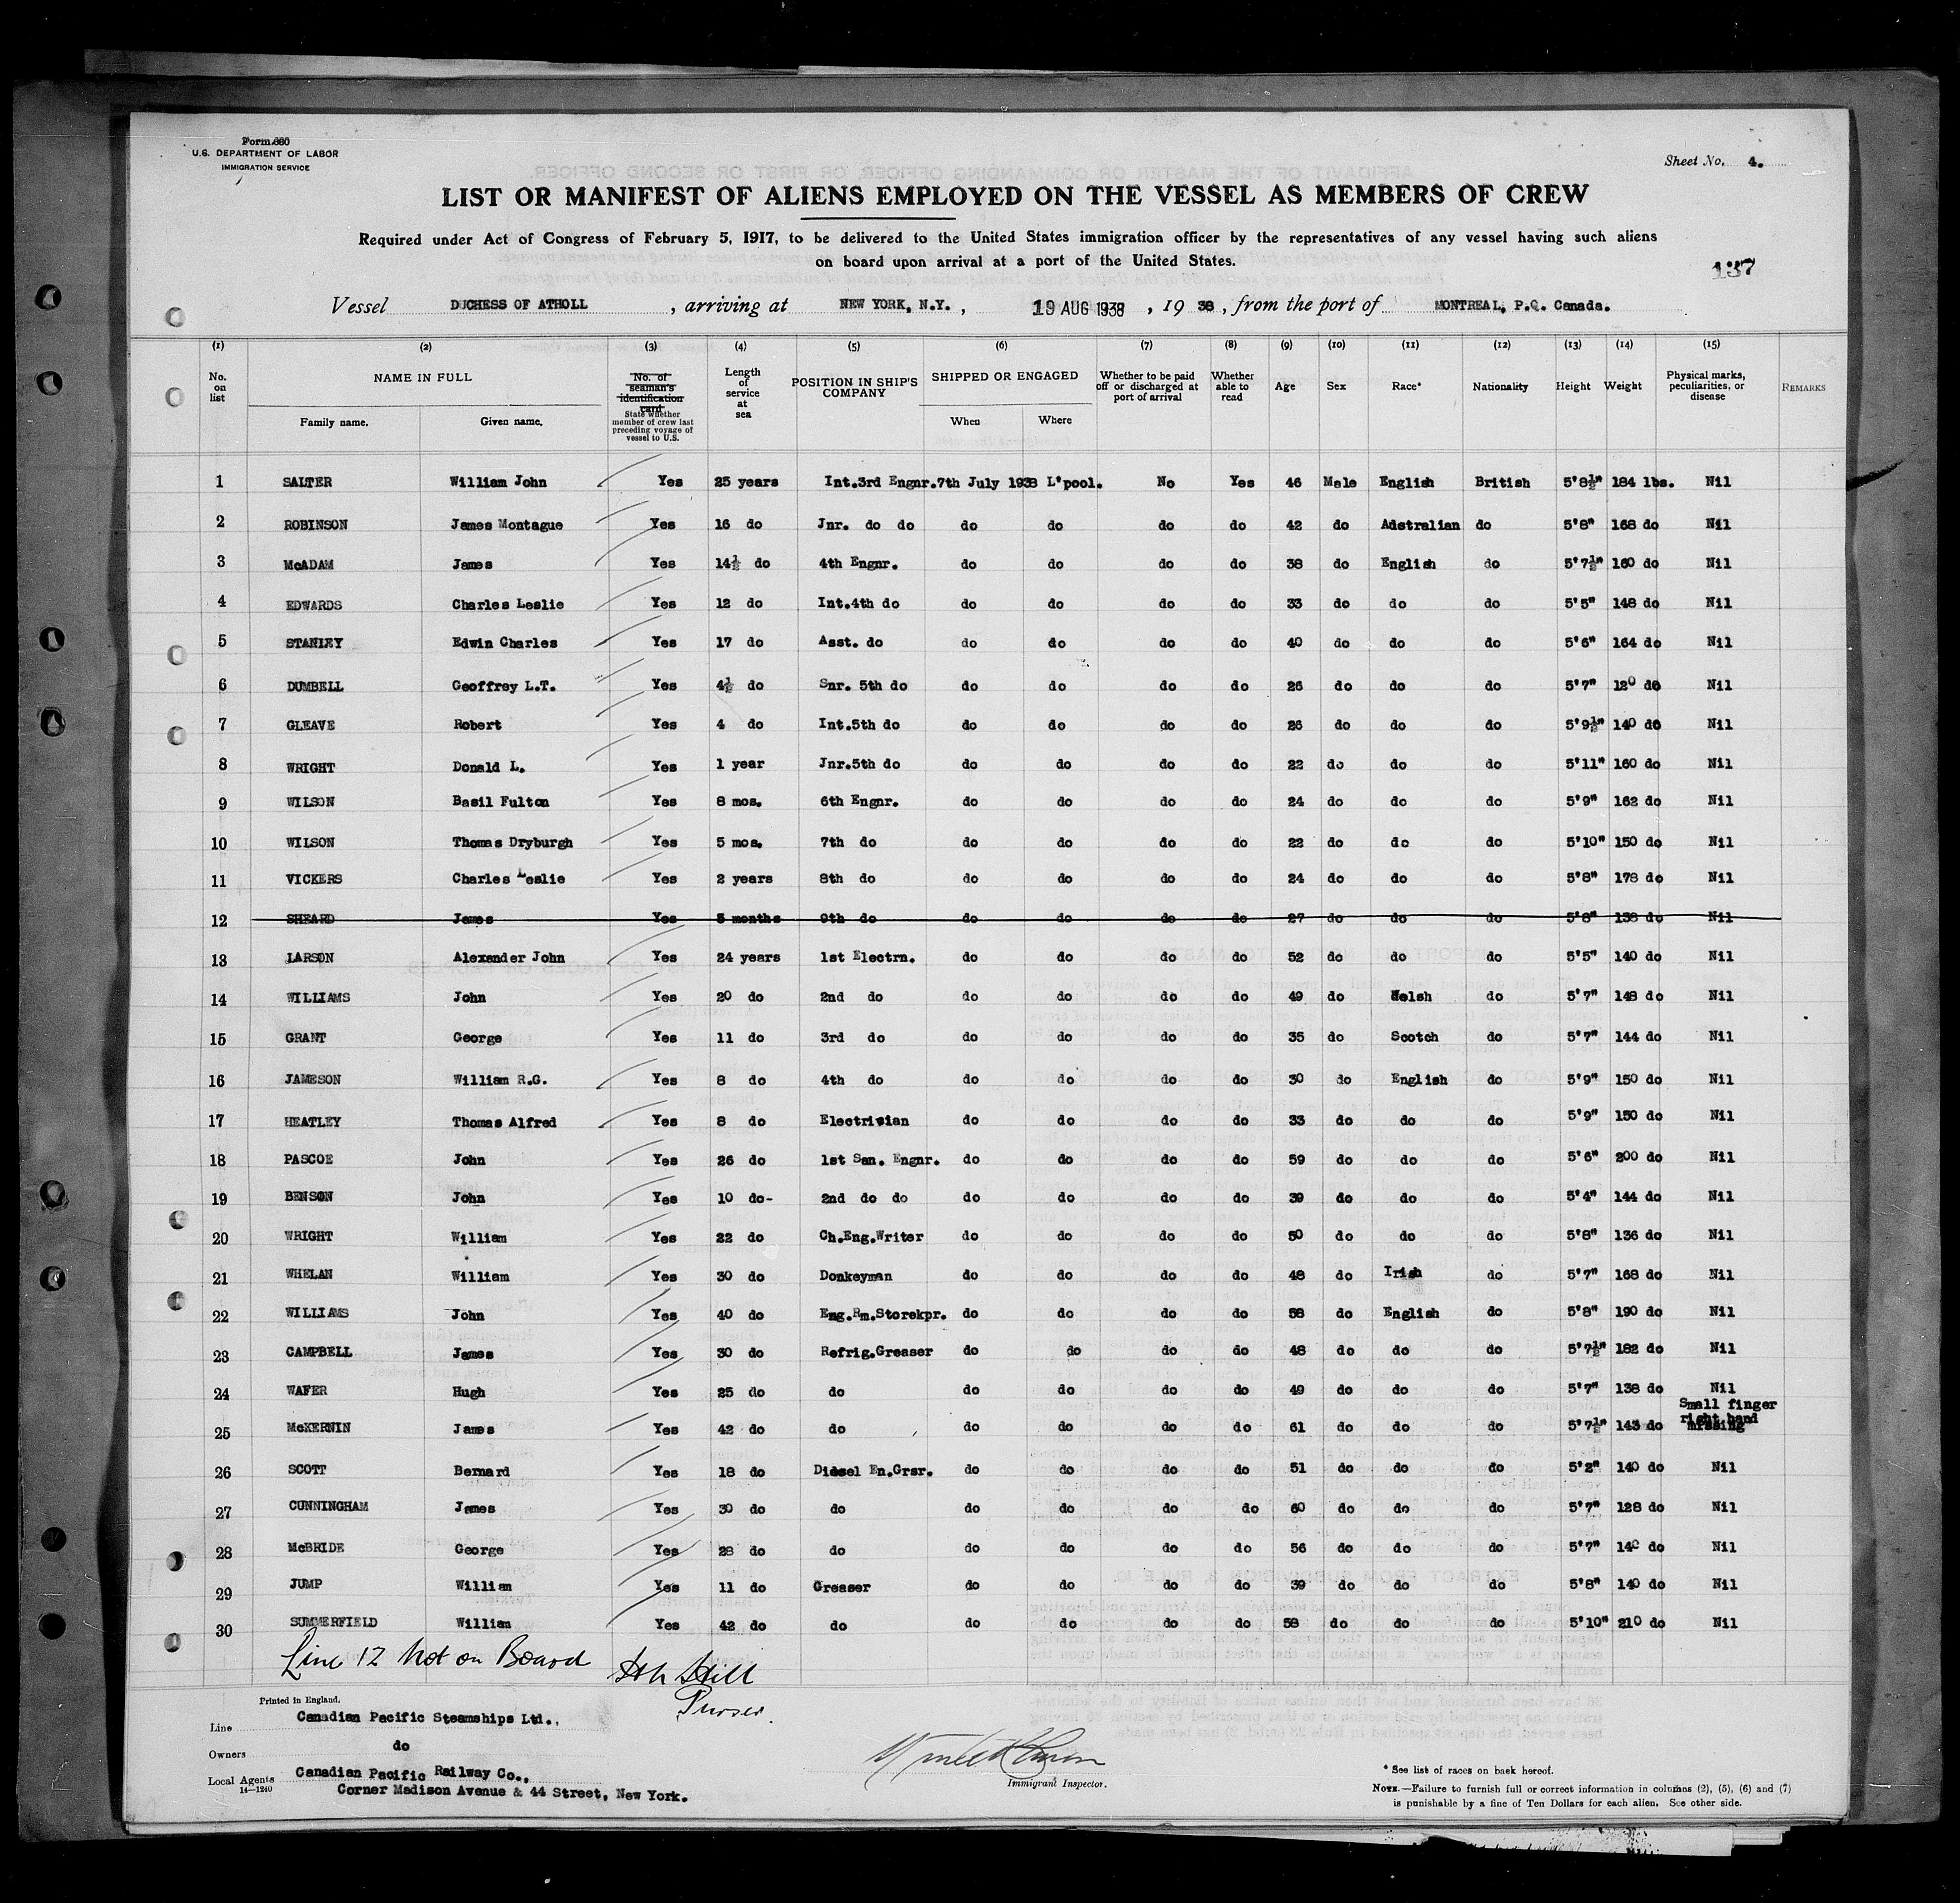 Form 680
U.S. DEPARTMENT OF LABOR
IMMIGRATION SERVICE
Sheet No. 4.
LIST OR MANIFEST OF ALIENS EMPLOYED ON THE VESSEL AS MEMBERS OF CREW
Required under Act of Congress of February 5, 1917, to be delivered to the United States immigration officer by the representatives of any vessel having such aliens
on board upon arrival at a port of the United States.
137
Vessel DUCHESS OF ATHOLL, arriving at NEW YORK, N.Y., 19 AUG 1938, 19 38, from the port of MONTREAL, P.Q. Canada.
(1) (2) (3) (4) (5) (6) (7) (8) (9) (10) (11) (12) (13) (14) (15)
No. on list NAME IN FULL Family name. Given name. No. of seaman's identification card State whether member of crew last preceding voyage of vessel to U.S. Length of service at sea POSITION IN SHIP'S COMPANY SHIPPED OR ENGAGED When Where Whether to be paid off or discharged at port of arrival Whether able to read Age Sex Race* Nationality Height Weight Physical marks, peculiarities, or disease REMARKS
1 SALTER William John Yes 25 years Int.3rd Engnr. 7th July 1938 L'pool. No Yes 46 Male English British 5'8½" 184 lbs. Nil
2 ROBINSON James Montague Yes 16 do Jnr. do do do do do do 42 do Australian do 5'8" 168 do Nil
3 McADAM James Yes 14½ do 4th Engnr. do do do do 38 do English do 5'7½" 160 do Nil
4 EDWARDS Charles Leslie Yes 12 do Int.4th do do do do do 33 do do do 5'5" 148 do Nil
5 STANLEY Edwin Charles Yes 17 do Asst. do do do do do 40 do do do 5'6" 164 do Nil
6 DUMBELL Geoffrey L.T. Yes 4½ do Snr. 5th do do do do do 26 do do do 5'7" 120 do Nil
7 GLEAVE Robert Yes 4 do Int.5th do do do do do 26 do do do 5'9½" 140 do Nil
8 WRIGHT Donald L. Yes 1 year Jnr.5th do do do do do 22 do do do 5'11" 160 do Nil
9 WILSON Basil Fulton Yes 8 mos. 6th Engnr. do do do do 24 do do do 5'9" 162 do Nil
10 WILSON Thomas Dryburgh Yes 5 mos. 7th do do do do do 22 do do do 5'10" 150 do Nil
11 VICKERS Charles Leslie Yes 2 years 8th do do do do do 24 do do do 5'8" 178 do Nil
12 SHEARD James Yes 5 months 9th do do do do do 27 do do do 5'8" 138 do Nil
13 LARSON Alexander John Yes 24 years 1st Electrn. do do do do 52 do do do 5'5" 140 do Nil
14 WILLIAMS John Yes 20 do 2nd do do do do do 49 do Welsh do 5'7" 148 do Nil
15 GRANT George Yes 11 do 3rd do do do do do 35 do Scotch do 5'7" 144 do Nil
16 JAMESON William R.G. Yes 8 do 4th do do do do do 30 do English do 5'9" 150 do Nil
17 HEATLEY Thomas Alfred Yes 8 do Electrivian do do do do 33 do do do 5'9" 150 do Nil
18 PASCOE John Yes 26 do 1st San. Engnr. do do do do 59 do do do 5'6" 200 do Nil
19 BENSON John Yes 10 do- 2nd do do do do do do 39 do do do 5'4" 144 do Nil
20 WRIGHT William Yes 22 do Ch.Eng.Writer do do do do 50 do do do 5'8" 136 do Nil
21 WHELAN William Yes 30 do Donkeyman do do do do 48 do Irish do 5'7" 168 do Nil
22 WILLIAMS John Yes 40 do Eng.Rm.Storekpr. do do do do 58 do English do 5'8" 190 do Nil
23 CAMPBELL James Yes 30 do Refrig.Greaser do do do do 48 do do do 5'7½" 182 do Nil
24 WAFER Hugh Yes 25 do do do do do do 49 do do do 5'7" 138 do Nil
25 McKERNIN James Yes 42 do do do do do do 61 do do do 5'7½" 143 do Small finger right hand missing
26 SCOTT Bernard Yes 18 do Diesel En.Grsr. do do do do 51 do do do 5'2" 140 do Nil
27 CUNNINGHAM James Yes 30 do do do do do do 60 do do do 5'7" 128 do Nil
28 McBRIDE George Yes 28 do do do do do do 56 do do do 5'7" 140 do Nil
29 JUMP William Yes 11 do Greaser do do do do 39 do do do 5'8" 140 do Nil
30 SUMMERFIELD William Yes 42 do do do do do do 58 do do do 5'10" 210 do Nil
Line 12 Not on Board
Hill
Purser.
Printed in England.
Line Canadian Pacific Steamships Ltd.,
Owners do
Local Agents Canadian Pacific Railway Co.,
14-1240 Corner Madison Avenue & 44 Street, New York.
Immigrant Inspector.
* See list of races on back hereof.
NOTE.—Failure to furnish full or correct information in columns (2), (5), (6) and (7)
is punishable by a fine of Ten Dollars for each alien. See other side.